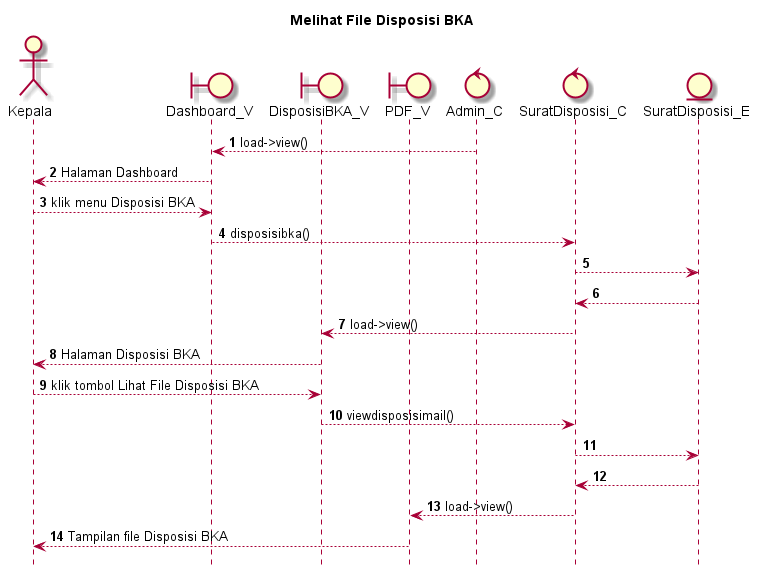 Melihat File Disposisi BKA
Kepala
Dashboard_V
DisposisiBKA_V
PDF_V
Admin_C
SuratDisposisi_C
SuratDisposisi_E
1 load->view()
2 Halaman Dashboard
3 klik menu Disposisi BKA
4 disposisibka()
5
6
7 load->view()
8 Halaman Disposisi BKA
9 klik tombol Lihat File Disposisi BKA
10 viewdisposisimail()
11
12
13 load->view()
14 Tampilan file Disposisi BKA